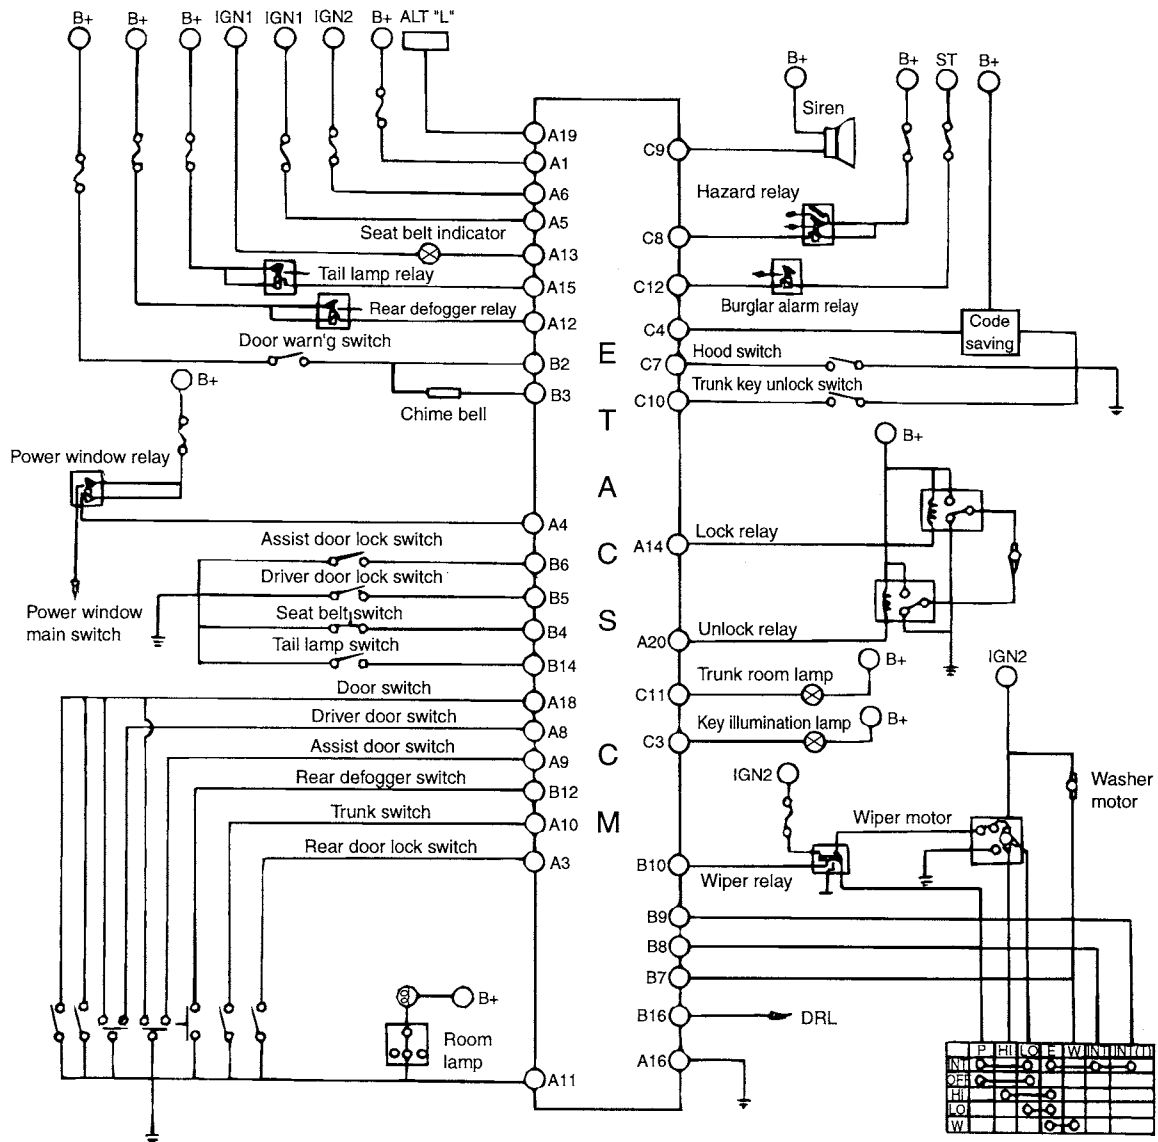 B+ B+ B+ IGN1 IGN1 IGN2 B+ ALT "L"
B+ B+ ST B+
Siren
A19
C9
A1
A6
Hazard relay
A5
Seat belt indicator
C8
A13
Tail lamp relay
A15
C12
Rear defogger relay
Burglar alarm relay
A12
Door warn'g switch
C4
Code
saving
E
T
A
C
S
C
M
Hood switch
B2
C7
B+
Trunk key unlock switch
B3
C10
Chime bell
B+
Power window relay
A4
Lock relay
A14
Assist door lock switch
B6
Driver door lock switch
B5
Power window
main switch
Seat belt switch
B4
Unlock relay
A20
Tail lamp switch
B14
B+
IGN2
Trunk room lamp
C11
Door switch
A18
Driver door switch
A8
Key illumination lamp
B+
C3
Assist door switch
A9
Rear defogger switch
B12
IGN2
Washer
motor
Trunk switch
A10
Wiper motor
Rear door lock switch
A3
B10
Wiper relay
B9
B8
B7
B+
B16
DRL
Room
lamp
A16
A11
P HI LO E W INT INT(T)
INT
OFF
HI
LO
W